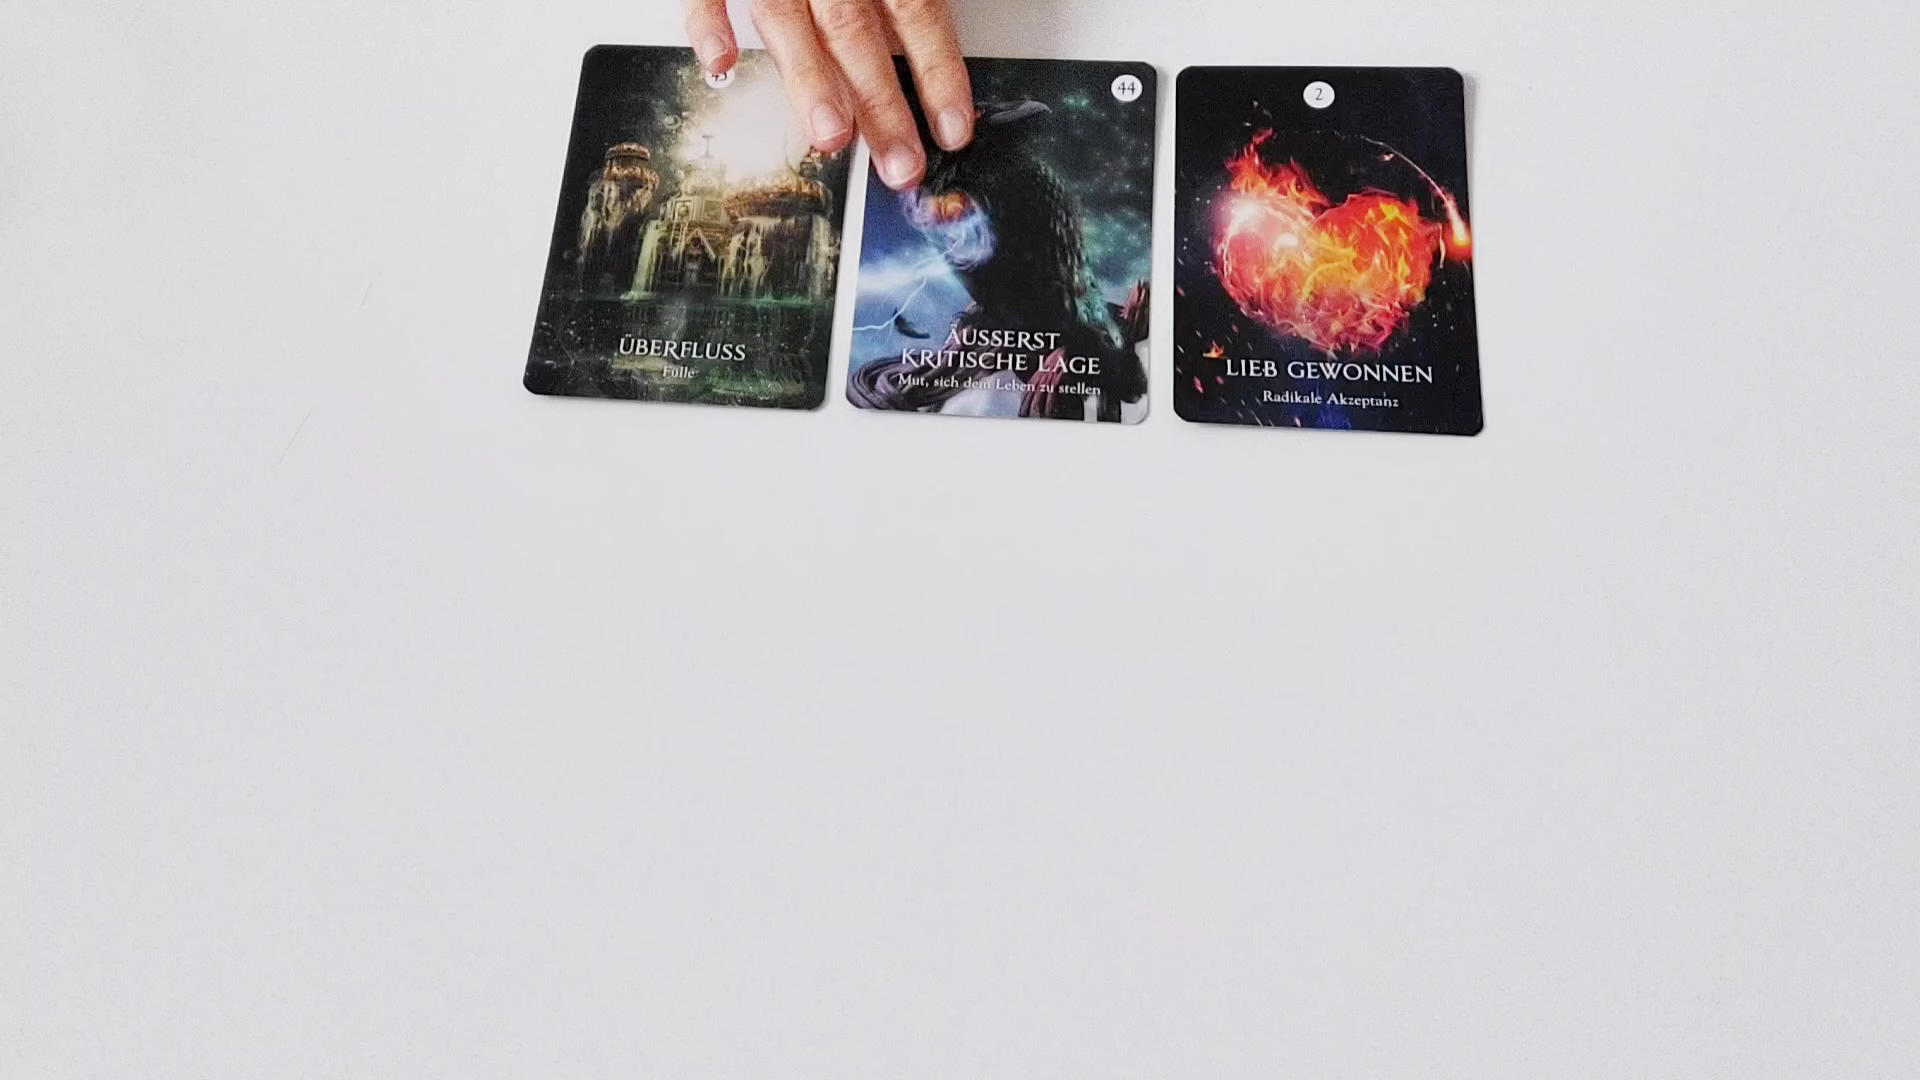 ÜBERFLUSS
Fülle
44
ÄUSSERST
KRITISCHE LAGE
Mut, sich dem Leben zu stellen
2
LIEB GEWONNEN
Radikale Akzeptanz